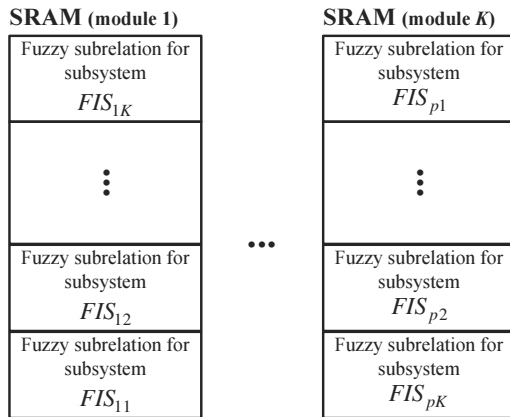 SRAM (module 1)
Fuzzy subrelation for
subsystem
FIS1K
Fuzzy subrelation for
subsystem
FIS12
Fuzzy subrelation for
subsystem
FIS11
...
SRAM (module K)
Fuzzy subrelation for
subsystem
FISp1
Fuzzy subrelation for
subsystem
FISp2
Fuzzy subrelation for
subsystem
FISpK